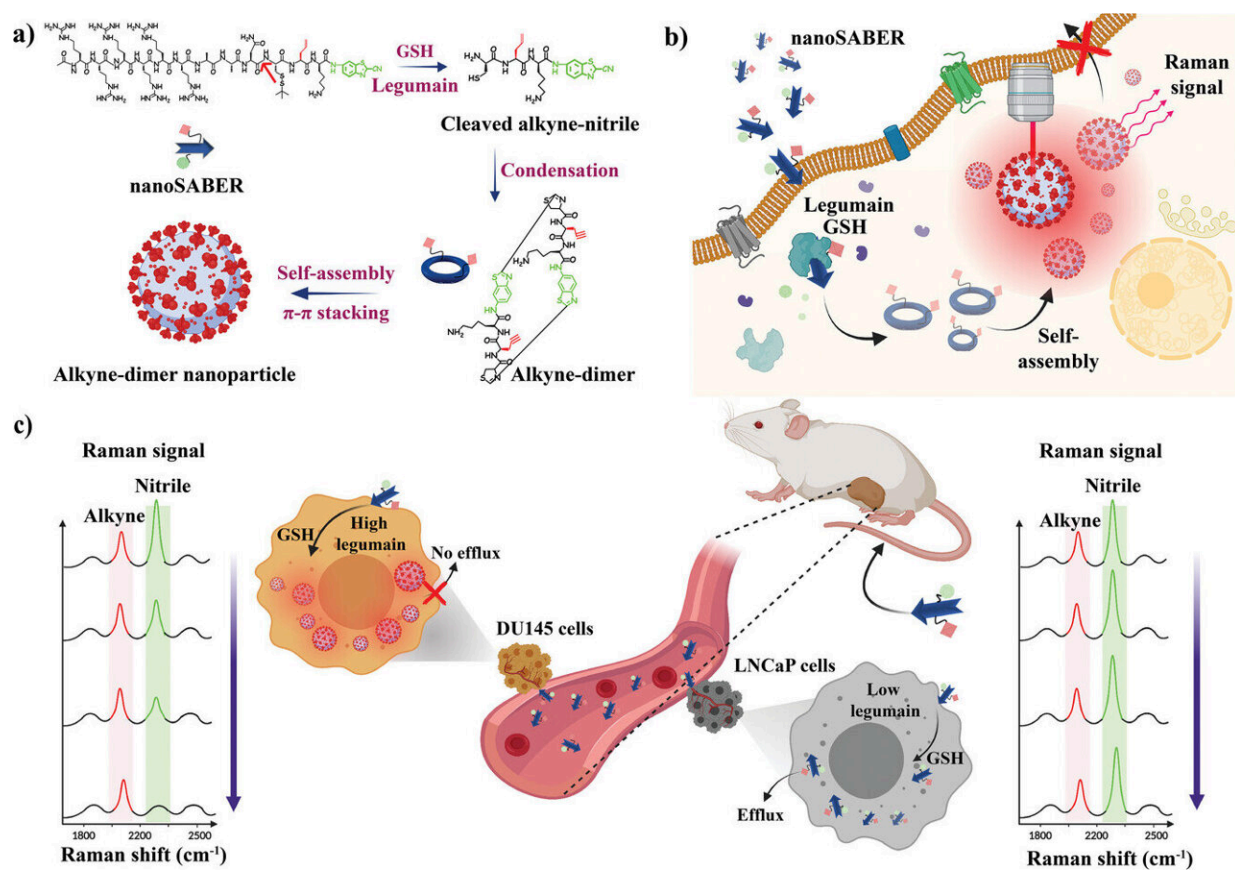 a)
GSH
Legumain
Cleaved alkyne-nitrile
nanoSABER
Condensation
Self-assembly
π-π stacking
Alkyne-dimer nanoparticle
Alkyne-dimer
b)
nanoSABER
Raman
signal
Legumain
GSH
Self-
assembly
c)
Raman signal
Nitrile
Alkyne
1800
2200
2500
Raman shift (cm-1)
GSH
High
legumain
No efflux
DU145 cells
LNCaP cells
Low
legumain
GSH
Efflux
Raman signal
Nitrile
Alkyne
1800
2200
2500
Raman shift (cm-1)